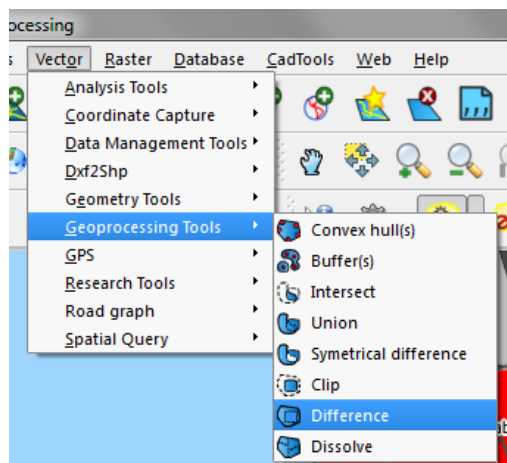 ocessing
s Vector Raster Database CadTools Web Help
Analysis Tools
Coordinate Capture
Data Management Tools
Dxf2Shp
Geometry Tools
Geoprocessing Tools
GPS
Research Tools
Road graph
Spatial Query
Convex hull(s)
Buffer(s)
Intersect
Union
Symetrical difference
Clip
Difference
Dissolve